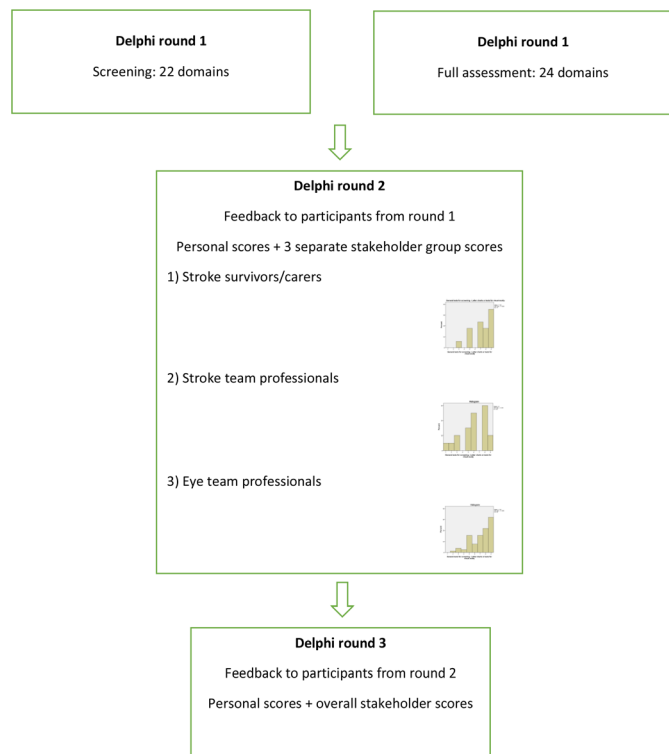 Delphi round 1
Screening: 22 domains
Delphi round 1
Full assessment: 24 domains
Delphi round 2
Feedback to participants from round 1
Personal scores + 3 separate stakeholder group scores
1) Stroke survivors/carers
2) Stroke team professionals
3) Eye team professionals
Delphi round 3
Feedback to participants from round 2
Personal scores + overall stakeholder scores